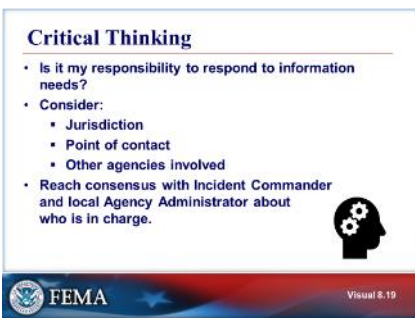 Critical Thinking
• Is it my responsibility to respond to information
needs?
• Consider:
▪ Jurisdiction
▪ Point of contact
▪ Other agencies involved
• Reach consensus with Incident Commander
and local Agency Administrator about
who is in charge.
FEMA
Visual 8.19